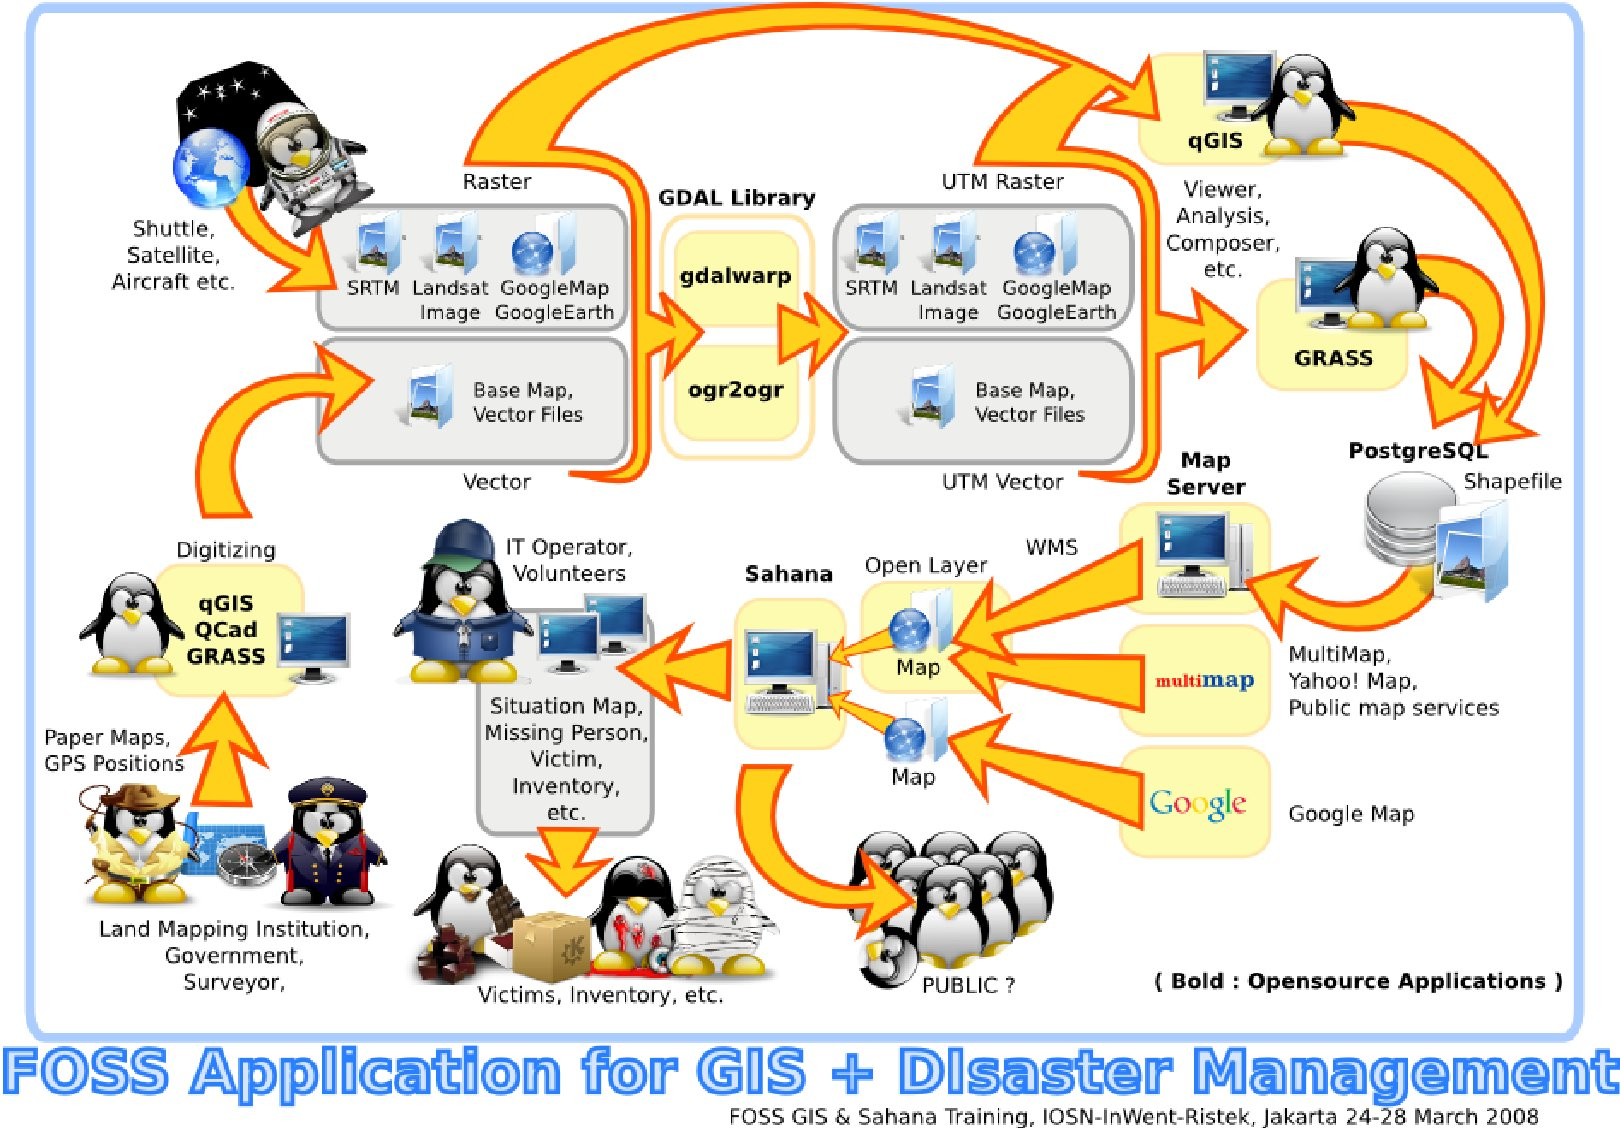 Raster
UTM Raster
qGIS
Shuttle,
Satellite,
Aircraft etc.
GDAL Library
Viewer,
Analysis,
Composer,
etc.
SRTM
Landsat
Image
GoogleMap
GoogleEarth
gdalwarp
SRTM
Landsat
Image
GoogleMap
GoogleEarth
GRASS
Base Map,
Vector Files
ogr2ogr
Base Map,
Vector Files
Vector
UTM Vector
Map
Server
PostgreSQL
Shapefile
Digitizing
qGIS
QCad
GRASS
IT Operator,
Volunteers
Sahana
Open Layer
WMS
Map
multimap
MultiMap,
Yahoo! Map,
Public map services
Situation Map,
Missing Person,
Victim,
Inventory,
etc.
Map
Google
Google Map
Paper Maps,
GPS Positions
Land Mapping Institution,
Government,
Surveyor,
Victims, Inventory, etc.
PUBLIC ?
( Bold : Opensource Applications )
FOSS Application for GIS + DIsaster Management
FOSS GIS & Sahana Training, IOSN-InWent-Ristek, Jakarta 24-28 March 2008